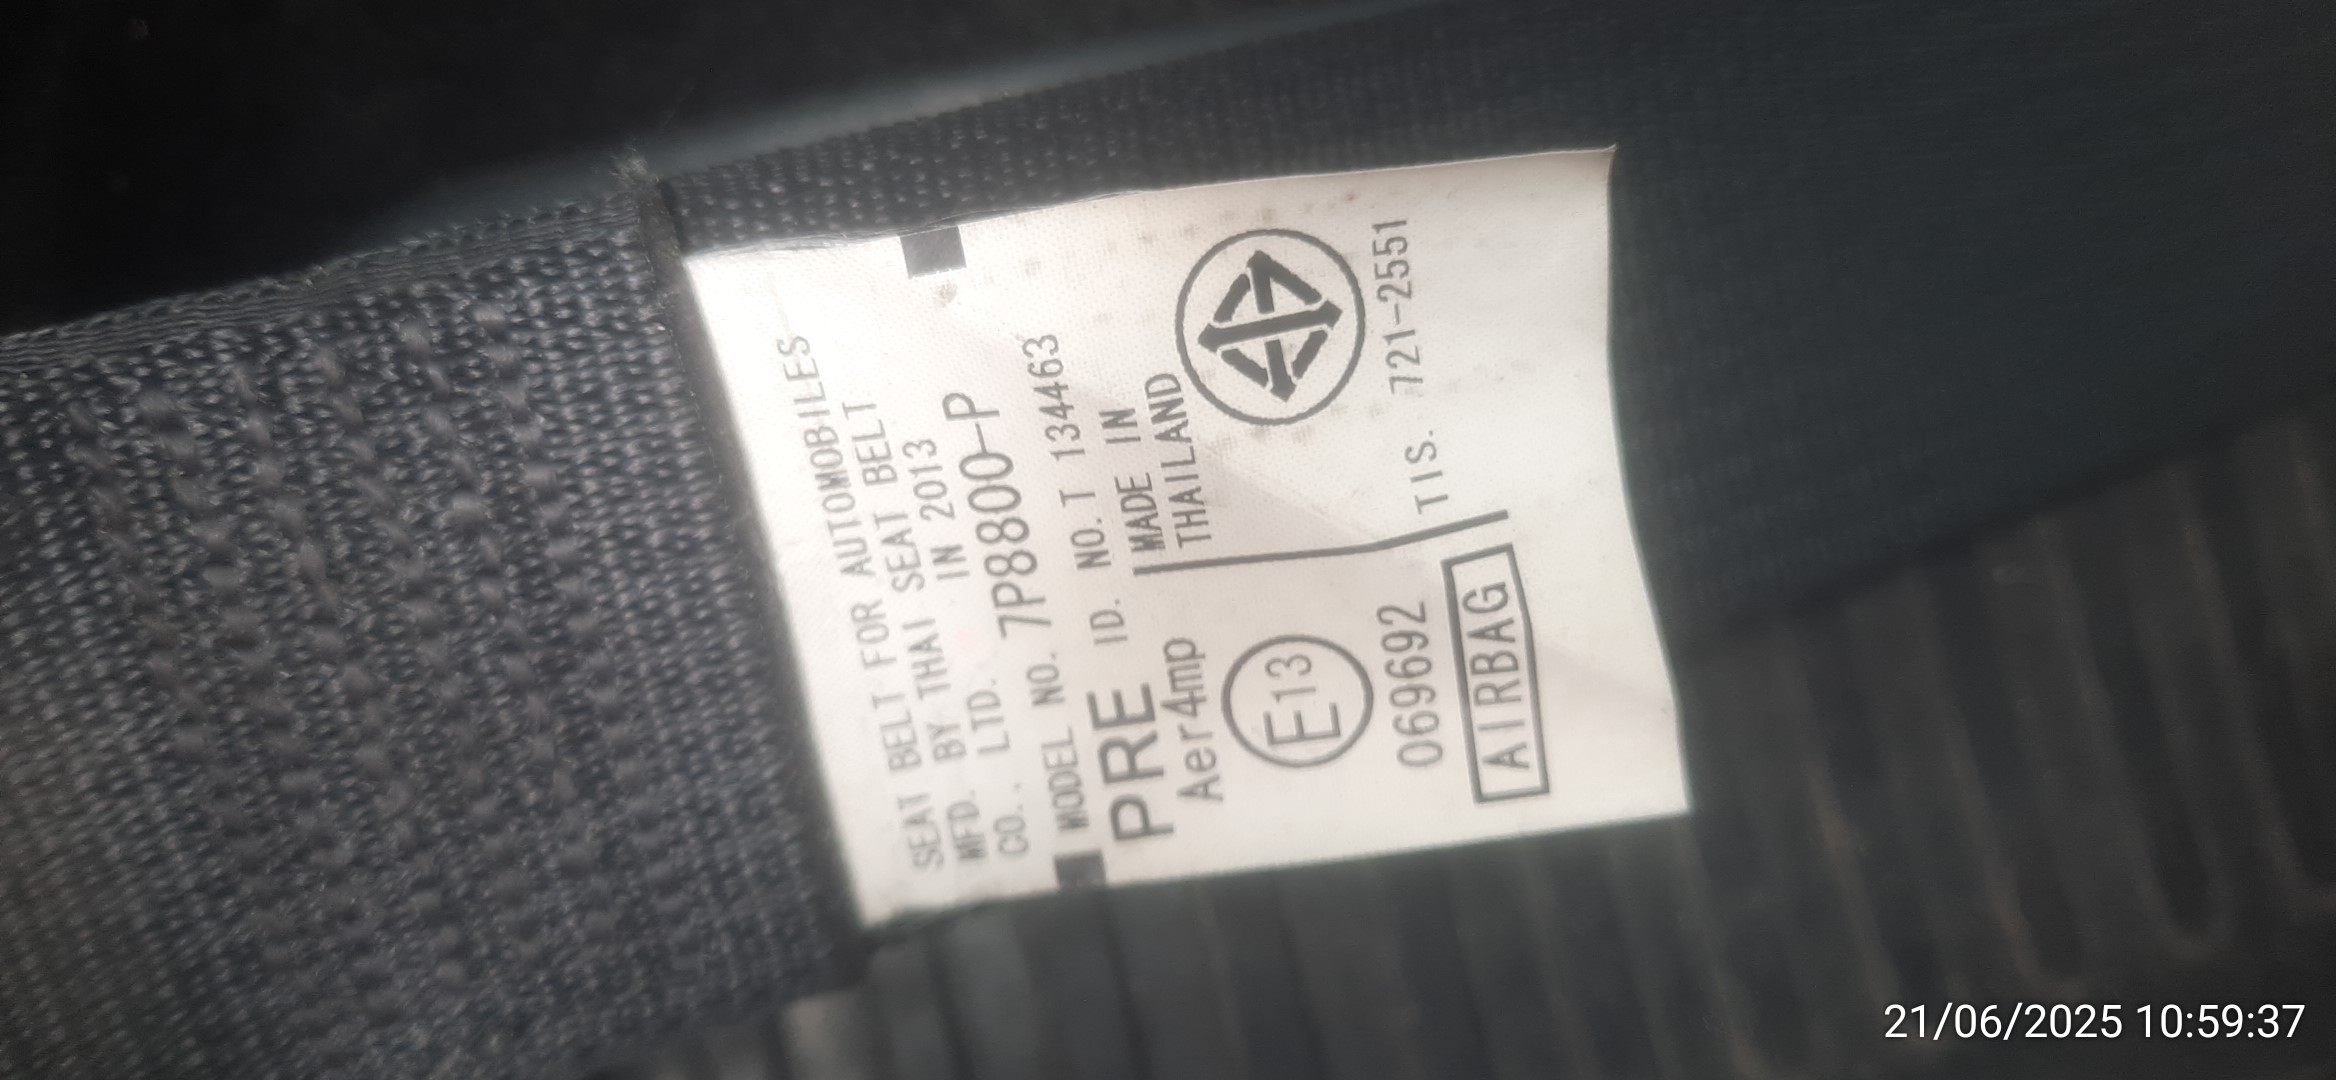 SEAT BELT FOR AUTOMOBILES
MFD. BY THAI SEAT BELT
CO., LTD. IN 2013
MODEL NO. 7P8800-P
PRE ID. NO.T 134463
Aer4mp
E13
069692
AIRBAG
MADE IN
THAILAND
TIS. 721-2551
21/06/2025 10:59:37